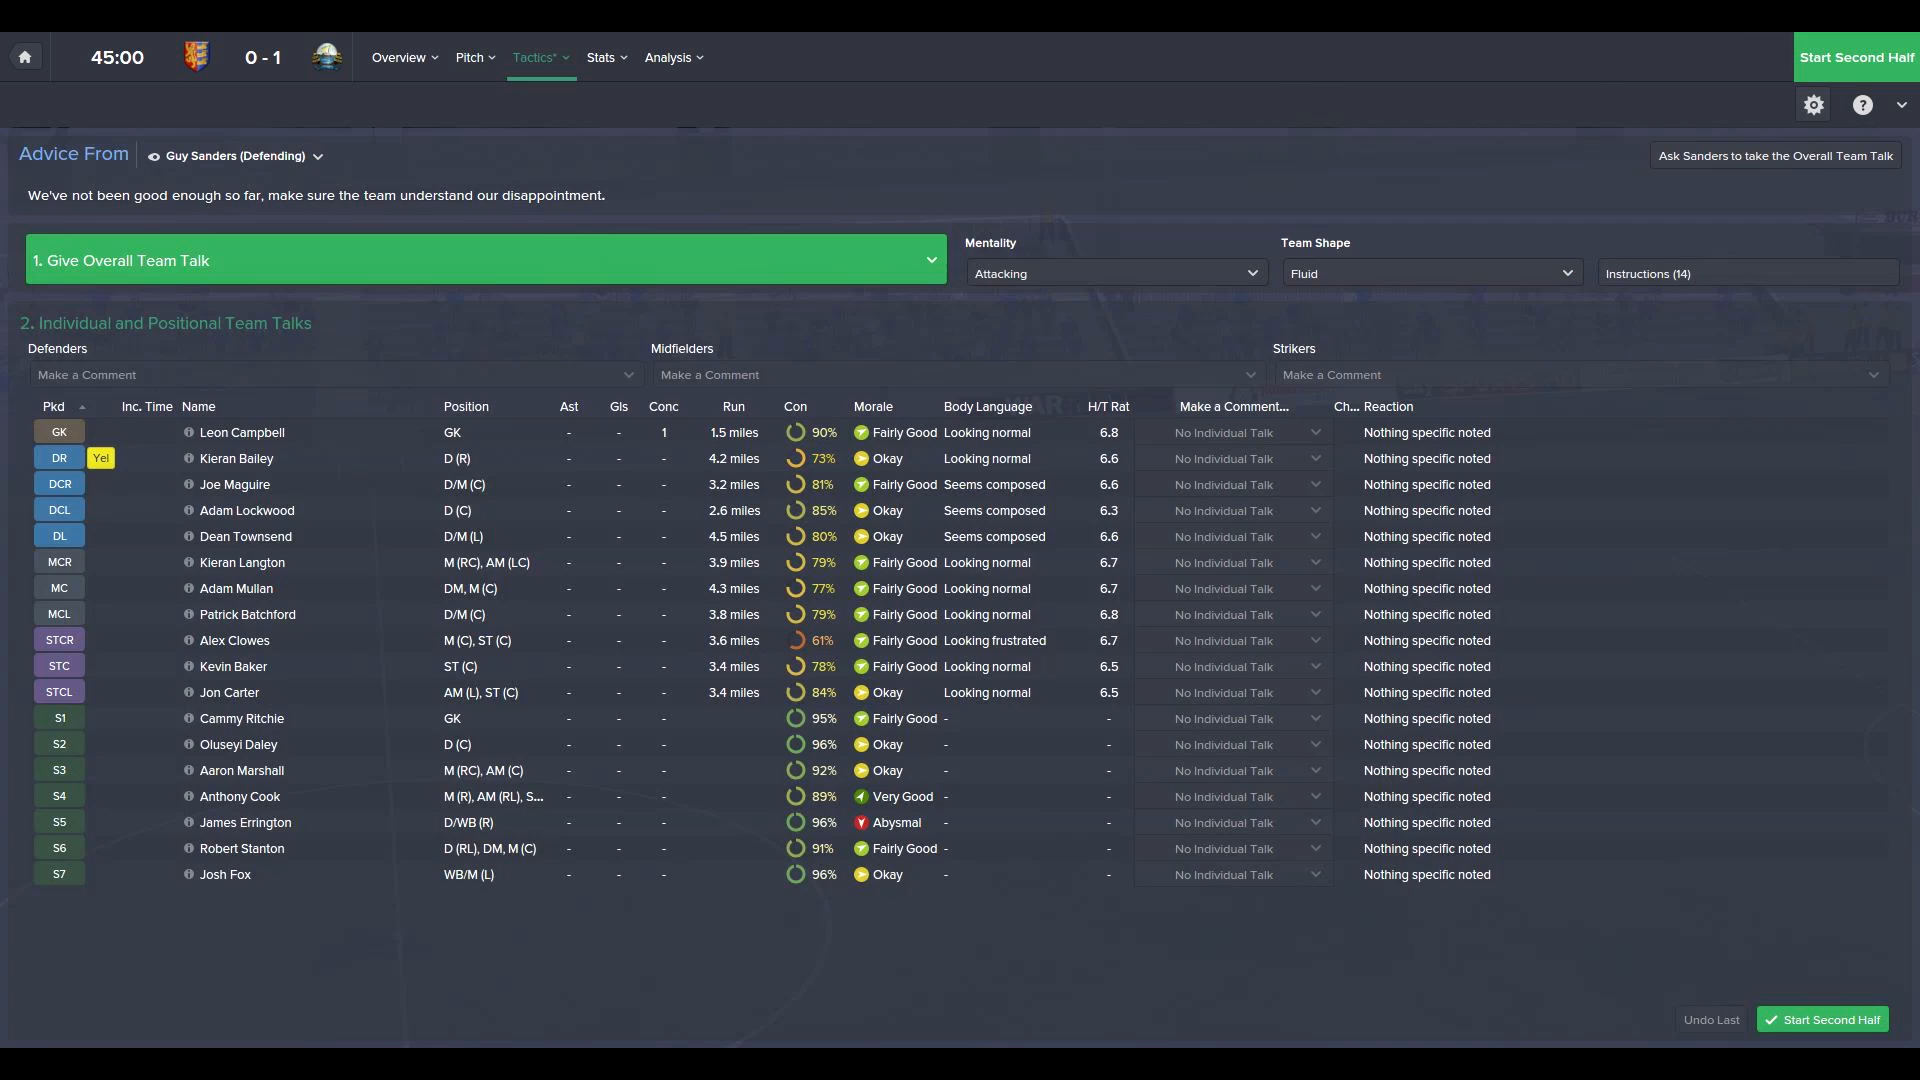 45:00 0 - 1 Overview Pitch Tactics* Stats Analysis Start Second Half
?
Advice From Guy Sanders (Defending) Ask Sanders to take the Overall Team Talk
We've not been good enough so far, make sure the team understand our disappointment.
1. Give Overall Team Talk
Mentality Team Shape
Attacking Fluid Instructions (14)
2. Individual and Positional Team Talks
Defenders Midfielders Strikers
Make a Comment Make a Comment Make a Comment
Pkd Inc. Time Name Position Ast Gls Conc Run Con Morale Body Language H/T Rat Make a Comment... Ch... Reaction
GK Leon Campbell GK - - 1 1.5 miles 90% Fairly Good Looking normal 6.8 No Individual Talk Nothing specific noted
DR Yel Kieran Bailey D (R) - - - 4.2 miles 73% Okay Looking normal 6.6 No Individual Talk Nothing specific noted
DCR Joe Maguire D/M (C) - - - 3.2 miles 81% Fairly Good Seems composed 6.6 No Individual Talk Nothing specific noted
DCL Adam Lockwood D (C) - - - 2.6 miles 85% Okay Seems composed 6.3 No Individual Talk Nothing specific noted
DL Dean Townsend D/M (L) - - - 4.5 miles 80% Okay Seems composed 6.6 No Individual Talk Nothing specific noted
MCR Kieran Langton M (RC), AM (LC) - - - 3.9 miles 79% Fairly Good Looking normal 6.7 No Individual Talk Nothing specific noted
MC Adam Mullan DM, M (C) - - - 4.3 miles 77% Fairly Good Looking normal 6.7 No Individual Talk Nothing specific noted
MCL Patrick Batchford D/M (C) - - - 3.8 miles 79% Fairly Good Looking normal 6.8 No Individual Talk Nothing specific noted
STCR Alex Clowes M (C), ST (C) - - - 3.6 miles 61% Fairly Good Looking frustrated 6.7 No Individual Talk Nothing specific noted
STC Kevin Baker ST (C) - - - 3.4 miles 78% Fairly Good Looking normal 6.5 No Individual Talk Nothing specific noted
STCL Jon Carter AM (L), ST (C) - - - 3.4 miles 84% Okay Looking normal 6.5 No Individual Talk Nothing specific noted
S1 Cammy Ritchie GK - - - 95% Fairly Good - - No Individual Talk Nothing specific noted
S2 Oluseyi Daley D (C) - - - 96% Okay - - No Individual Talk Nothing specific noted
S3 Aaron Marshall M (RC), AM (C) - - - 92% Okay - - No Individual Talk Nothing specific noted
S4 Anthony Cook M (R), AM (RL), S... - - - 89% Very Good - - No Individual Talk Nothing specific noted
S5 James Errington D/WB (R) - - - 96% Abysmal - - No Individual Talk Nothing specific noted
S6 Robert Stanton D (RL), DM, M (C) - - - 91% Fairly Good - - No Individual Talk Nothing specific noted
S7 Josh Fox WB/M (L) - - - 96% Okay - - No Individual Talk Nothing specific noted
Undo Last Start Second Half